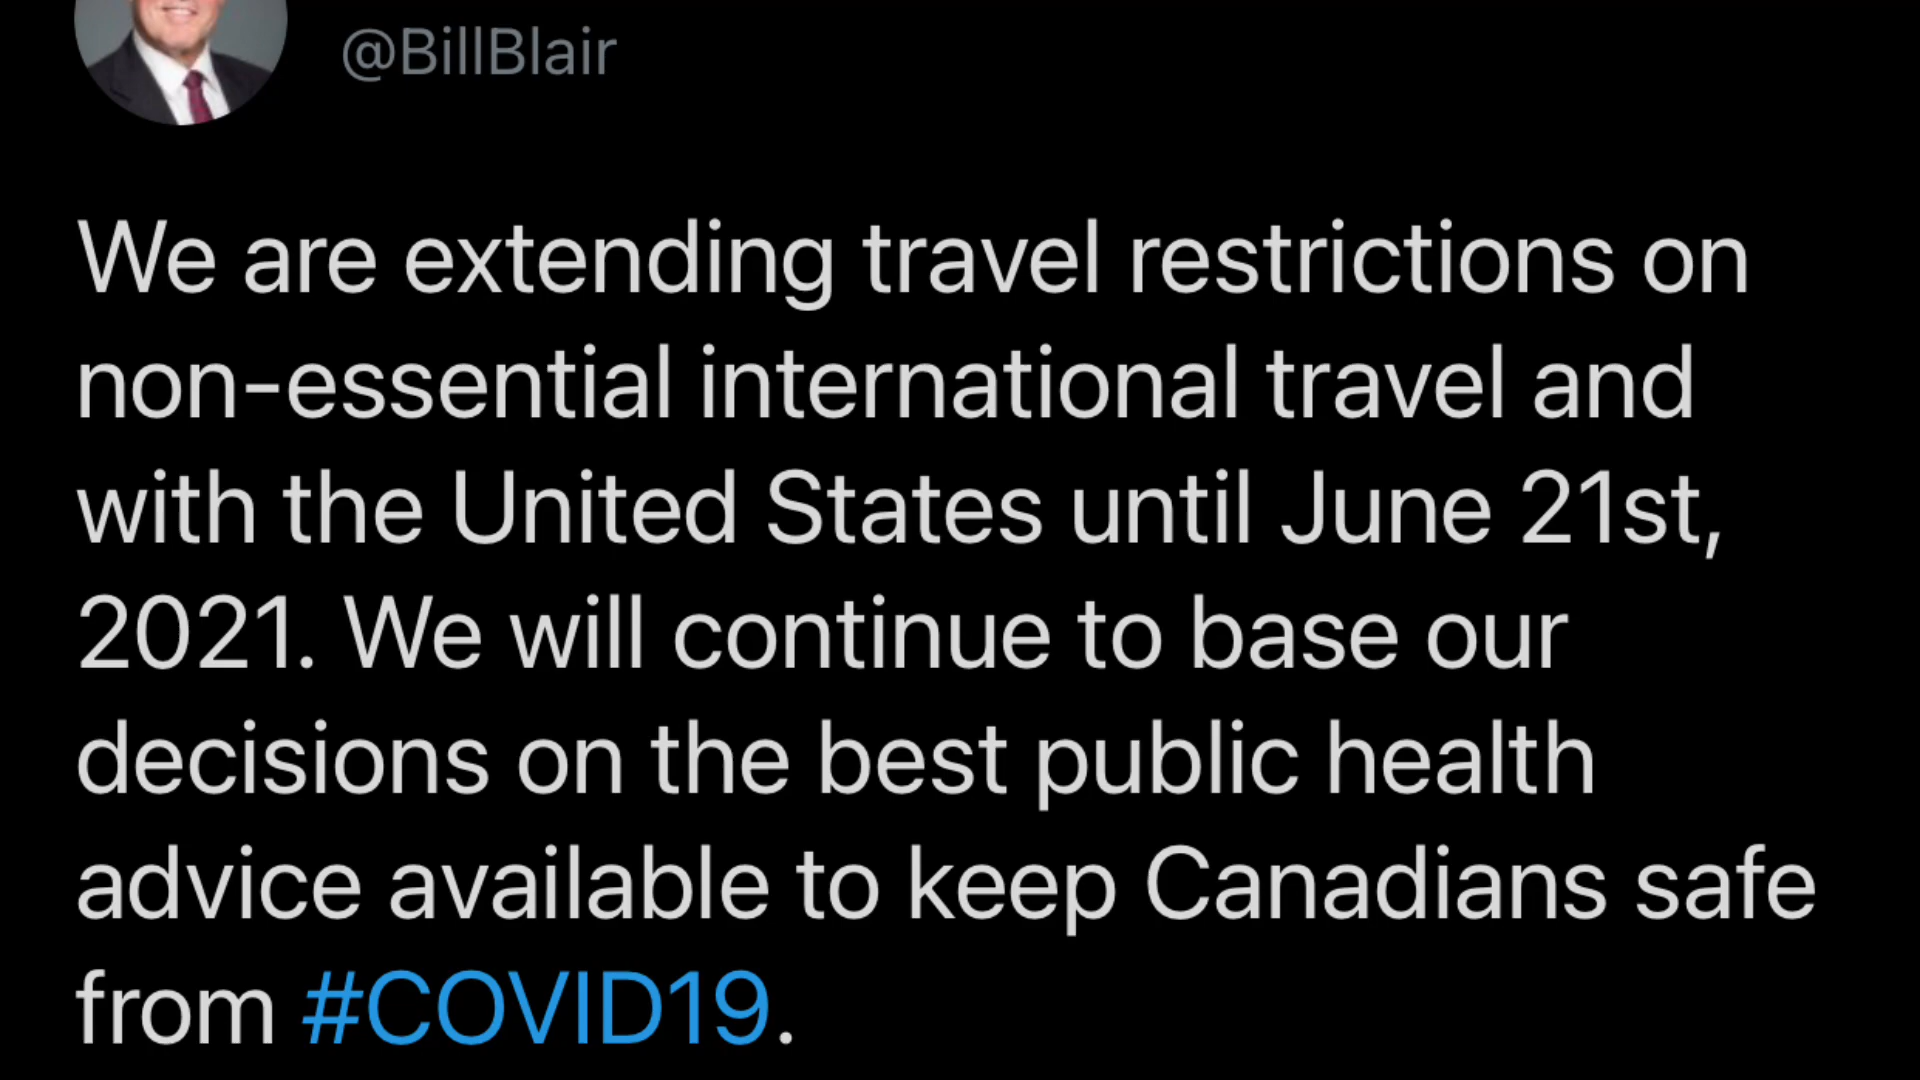 @BillBlair
We are extending travel restrictions on
non-essential international travel and
with the United States until June 21st,
2021. We will continue to base our
decisions on the best public health
advice available to keep Canadians safe
from #COVID19.